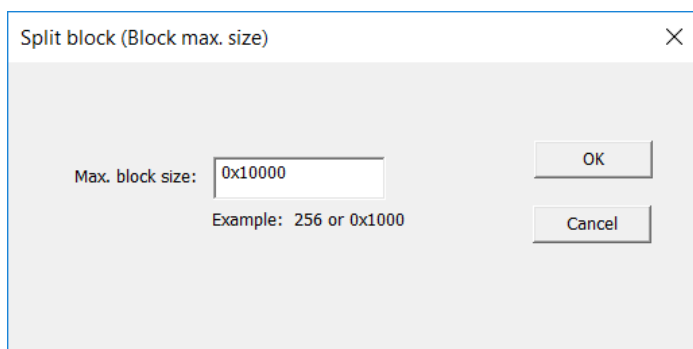 Split block (Block max. size)
Max. block size: 0x10000
OK
Example: 256 or 0x1000
Cancel